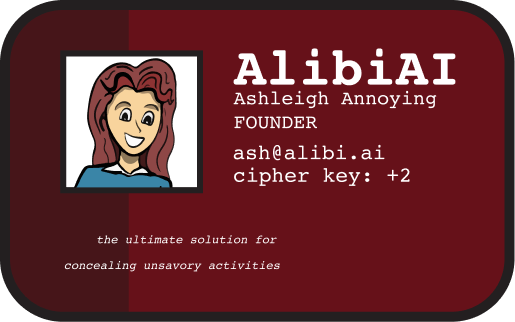 AlibiAI
Ashleigh Annoying
FOUNDER
ash@alibi.ai
cipher key: +2
the ultimate solution for
concealing unsavory activities